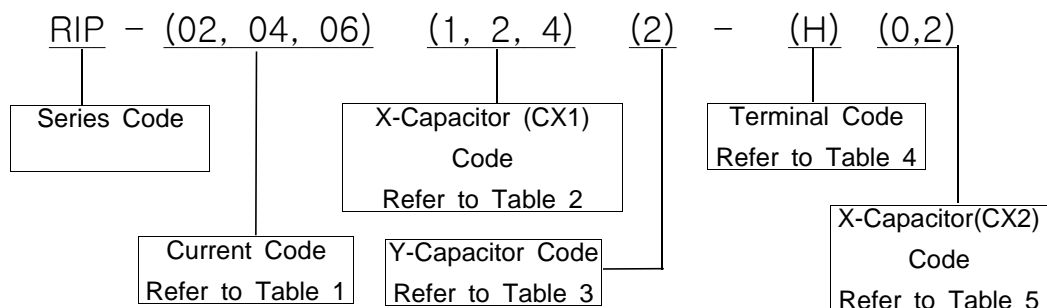 RIP - (02, 04, 06) (1, 2, 4) (2) - (H) (0,2)
Series Code
X-Capacitor (CX1)
Code
Refer to Table 2
Terminal Code
Refer to Table 4
Current Code
Refer to Table 1
Y-Capacitor Code
Refer to Table 3
X-Capacitor(CX2)
Code
Refer to Table 5